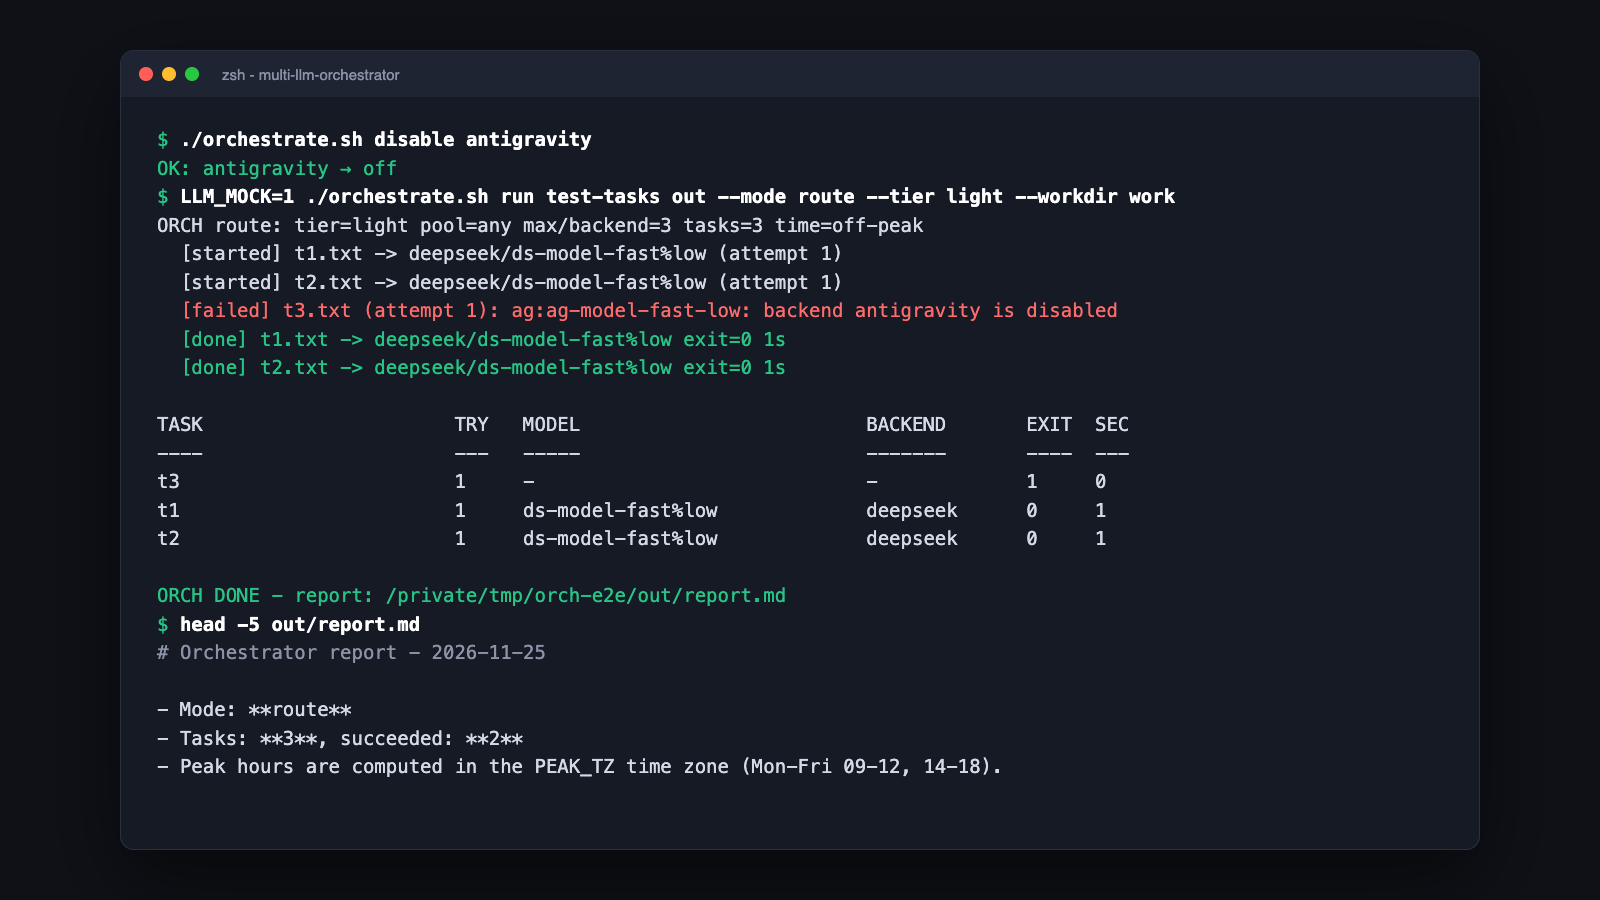 zsh - multi-llm-orchestrator
$ ./orchestrate.sh disable antigravity
OK: antigravity → off
$ LLM_MOCK=1 ./orchestrate.sh run test-tasks out --mode route --tier light --workdir work
ORCH route: tier=light pool=any max/backend=3 tasks=3 time=off-peak
[started] t1.txt -> deepseek/ds-model-fast%low (attempt 1)
[started] t2.txt -> deepseek/ds-model-fast%low (attempt 1)
[failed] t3.txt (attempt 1): ag:ag-model-fast-low: backend antigravity is disabled
[done] t1.txt -> deepseek/ds-model-fast%low exit=0 1s
[done] t2.txt -> deepseek/ds-model-fast%low exit=0 1s
TASK TRY MODEL BACKEND EXIT SEC
---- --- ----- ------- ---- ---
t3 1 - - 1 0
t1 1 ds-model-fast%low deepseek 0 1
t2 1 ds-model-fast%low deepseek 0 1
ORCH DONE - report: /private/tmp/orch-e2e/out/report.md
$ head -5 out/report.md
# Orchestrator report - 2026-11-25
- Mode: **route**
- Tasks: **3**, succeeded: **2**
- Peak hours are computed in the PEAK_TZ time zone (Mon-Fri 09-12, 14-18).